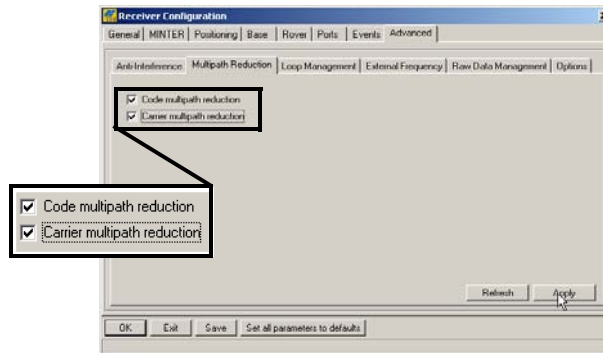 Receiver Configuration
General MINTER Positioning Base Rover Ports Events Advanced
Anti-Interference Multipath Reduction Loop Management External Frequency Raw Data Management Options
Code multipath reduction
Carrier multipath reduction
Code multipath reduction
Carrier multipath reduction
Refresh Apply
OK Exit Save Set all parameters to defaults